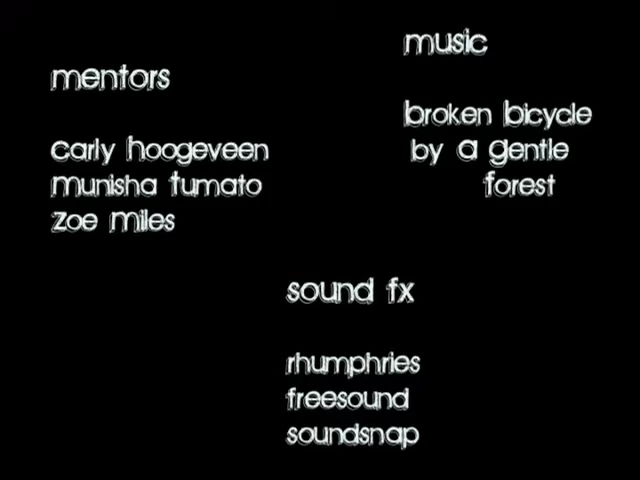 mentors
carly hoogeveen
munisha tumato
zoe miles
music
broken bicycle
by a gentle
forest
sound fx
rhumphries
freesound
soundsnap